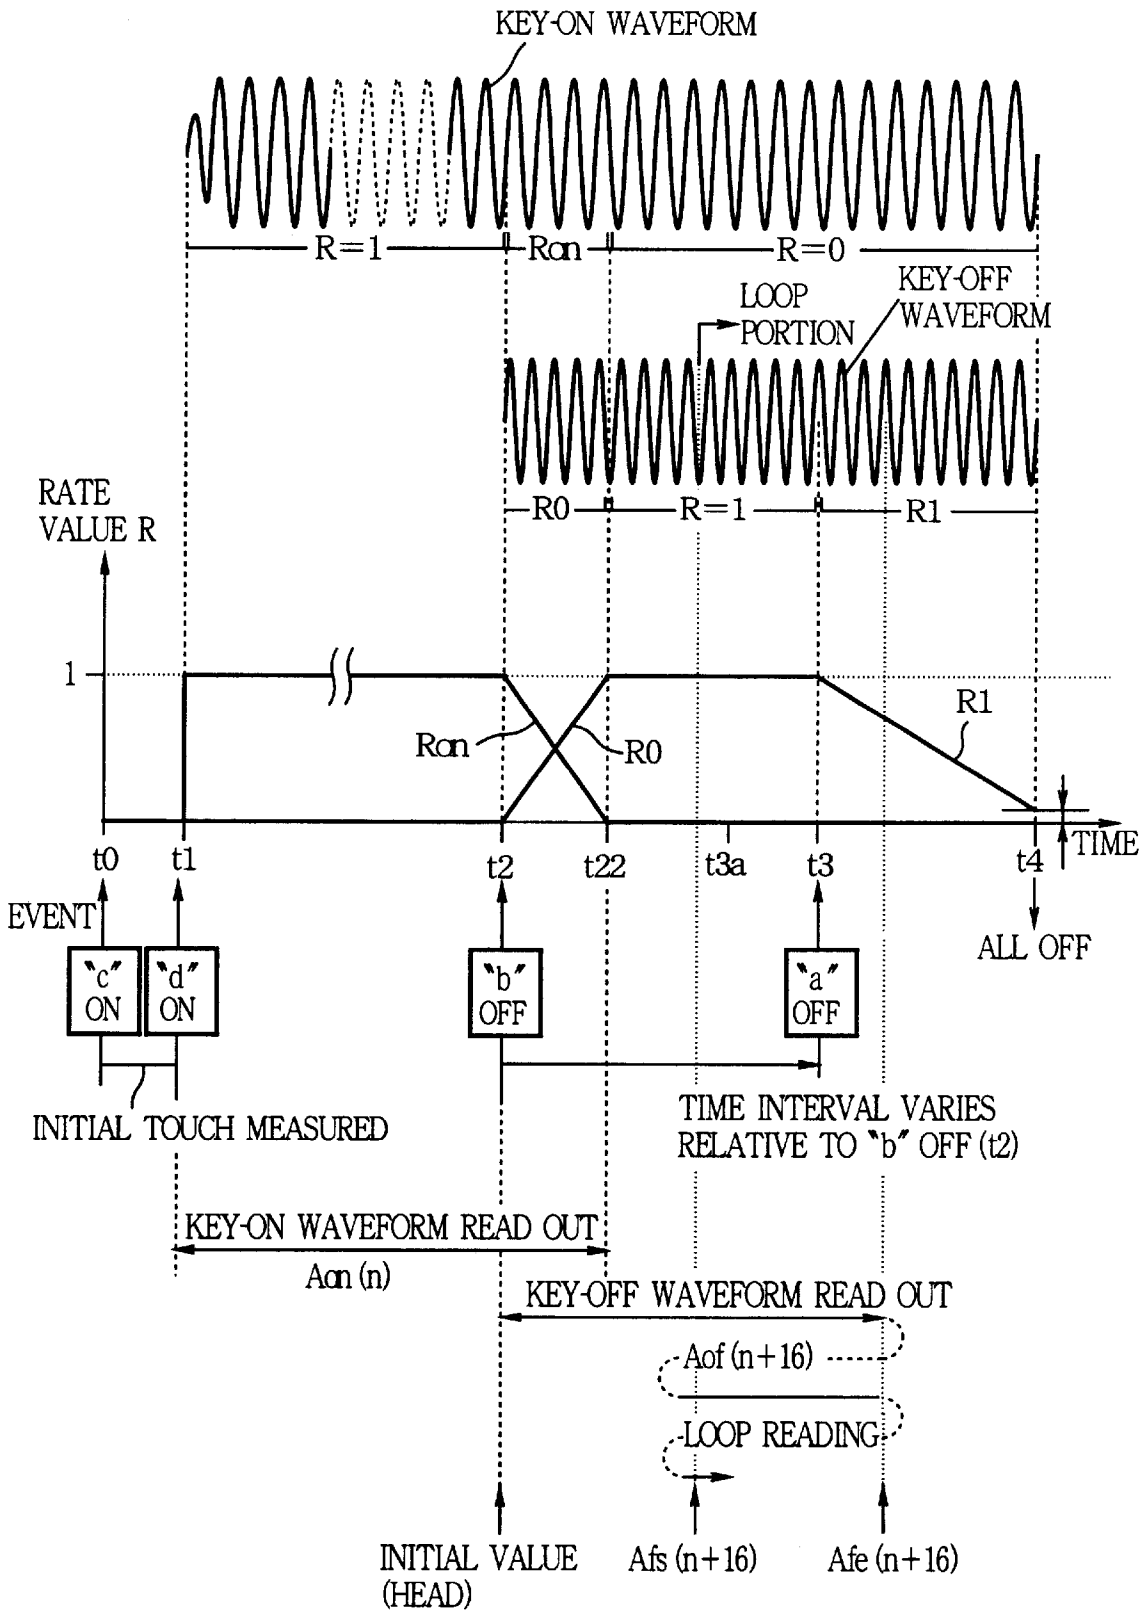 KEY-ON WAVEFORM
R=1
Ron
R=0
LOOP
PORTION
KEY-OFF
WAVEFORM
R0
R=1
R1
RATE
VALUE R
1
Ron
R0
R1
t0
t1
t2
t22
t3a
t3
t4
TIME
EVENT
"c"
ON
"d"
ON
"b"
OFF
"a"
OFF
ALL OFF
INITIAL TOUCH MEASURED
TIME INTERVAL VARIES
RELATIVE TO "b" OFF (t2)
KEY-ON WAVEFORM READ OUT
Aon (n)
KEY-OFF WAVEFORM READ OUT
Aof (n+16)
LOOP READING
INITIAL VALUE
(HEAD)
Afs (n+16)
Afe (n+16)